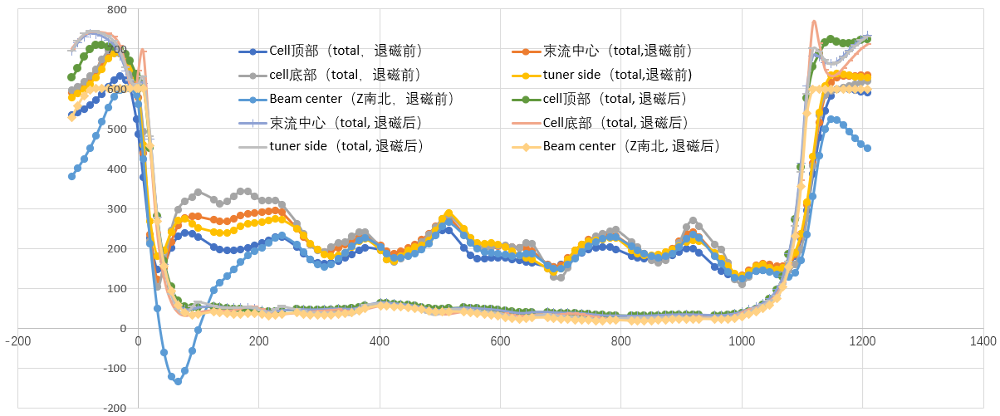 800
700
600
500
400
300
200
100
0
-100
-200
-200 0 200 400 600 800 1000 1200 1400
Cell顶部（total，退磁前） 束流中心（total,退磁前）
cell底部（total，退磁前） tuner side（total,退磁前)
Beam center（Z南北，退磁前） cell顶部（total, 退磁后）
束流中心（total, 退磁后） Cell底部（total, 退磁后）
tuner side（total, 退磁后） Beam center（Z南北, 退磁后）